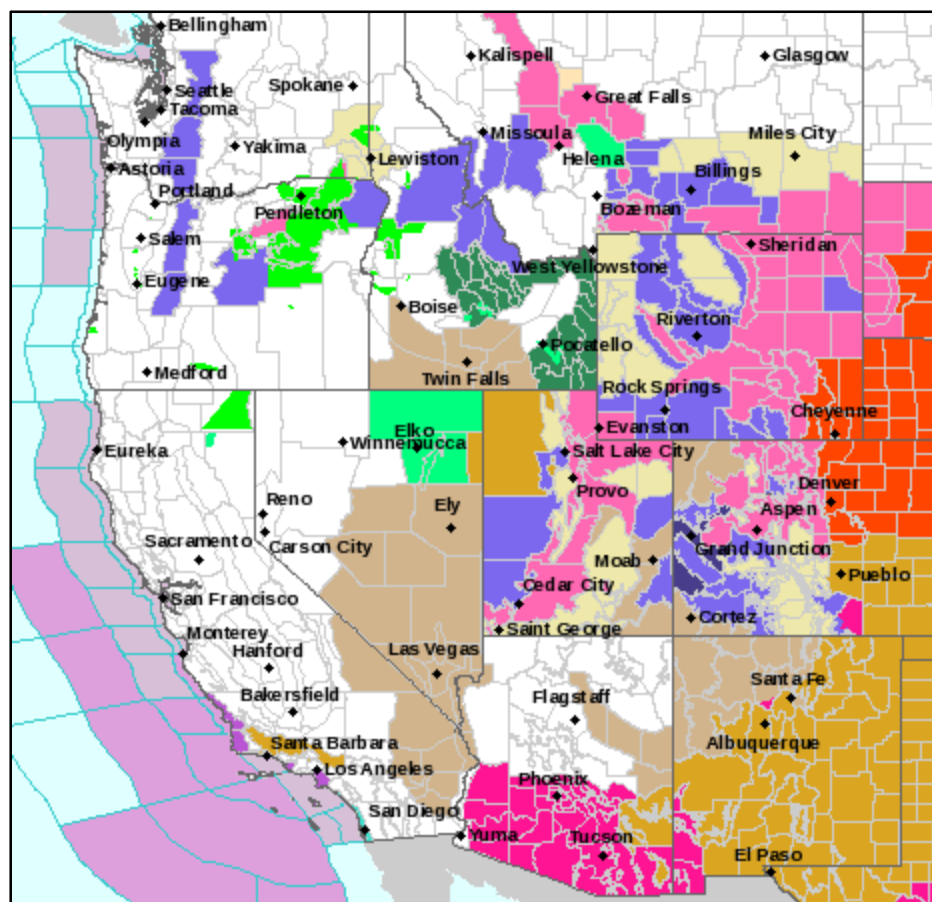 Bellingham
Kalispell
Glasgow
Seattle
Spokane
Great Falls
Tacoma
Olympia
Yakima
Missoula
Helena
Miles City
Astoria
Lewiston
Billings
Portland
Pendleton
Bozeman
Salem
Sheridan
West Yellowstone
Eugene
Boise
Riverton
Pocatello
Medford
Twin Falls
Rock Springs
Cheyenne
Elko
Evanston
Winnemucca
Eureka
Salt Lake City
Provo
Denver
Reno
Ely
Aspen
Sacramento
Carson City
Grand Junction
Moab
Pueblo
San Francisco
Cedar City
Cortez
Monterey
Saint George
Hanford
Las Vegas
Santa Fe
Bakersfield
Flagstaff
Albuquerque
Santa Barbara
Los Angeles
Phoenix
San Diego
Yuma
Tucson
El Paso